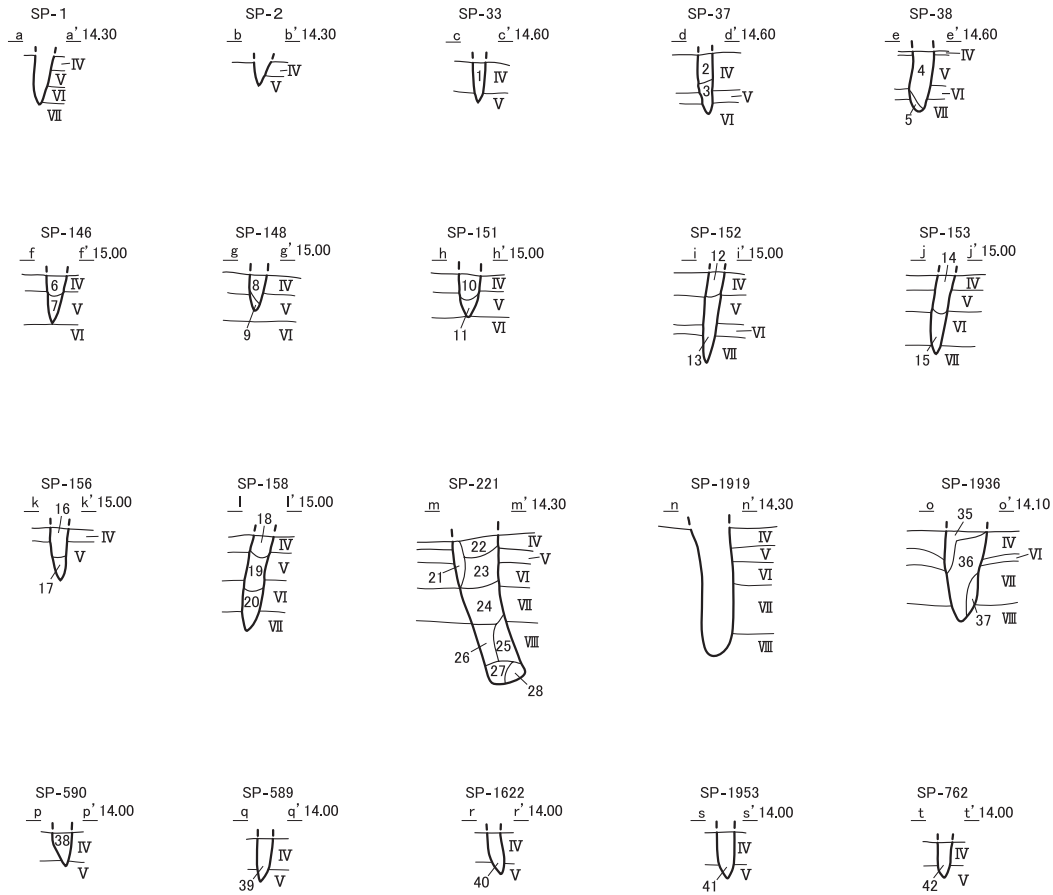 SP-1
a a' 14.30
IV
V
VI
VII
SP-2
b b' 14.30
IV
V
SP-33
c c' 14.60
1 IV
V
SP-37
d d' 14.60
2 IV
3
V
VI
SP-38
e e' 14.60
IV
4
VI
5 VII
SP-146
f f' 15.00
6 IV
7 V
VI
SP-148
g g' 15.00
8 IV
V
9 VI
SP-151
h h' 15.00
10 IV
V
11 VI
SP-152
i 12 i' 15.00
IV
V
VI
13 VII
SP-153
j 14 j' 15.00
IV
V
VI
15 VII
SP-156
k 16 k' 15.00
IV
V
17
SP-158
l l' 15.00
18
IV
19 V
20 VI
VII
SP-221
m m' 14.30
22 IV
V
21 23 VI
24 VII
26 25 VIII
27 28
SP-1919
n n' 14.30
IV
V
VI
VII
VIII
SP-1936
o o' 14.10
35
IV
36 VI
VII
37 VIII
SP-590
p p' 14.00
38
IV
V
SP-589
q q' 14.00
IV
39 V
SP-1622
r r' 14.00
IV
40 V
SP-1953
s s' 14.00
IV
41 V
SP-762
t t' 14.00
IV
42 V